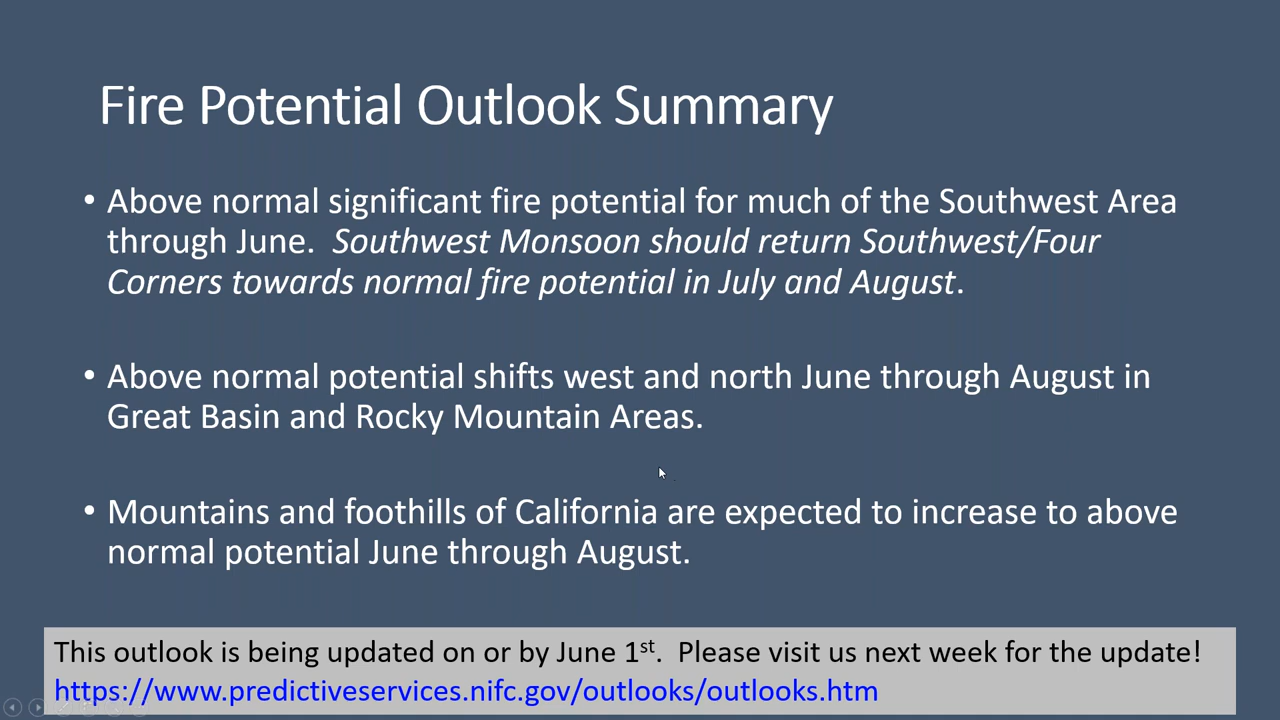 Fire Potential Outlook Summary
• Above normal significant fire potential for much of the Southwest Area
through June.  Southwest Monsoon should return Southwest/Four
Corners towards normal fire potential in July and August.
• Above normal potential shifts west and north June through August in
Great Basin and Rocky Mountain Areas.
• Mountains and foothills of California are expected to increase to above
normal potential June through August.
This outlook is being updated on or by June 1st.  Please visit us next week for the update!
https://www.predictiveservices.nifc.gov/outlooks/outlooks.htm